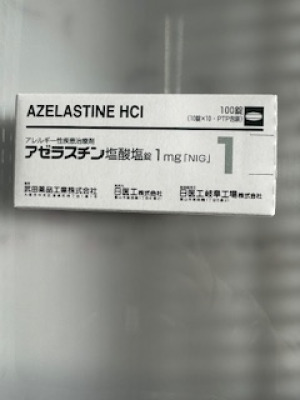 AZELASTINE HCl
100錠
(10錠×10・PTP包装)
アレルギー性疾患治療剤
アゼラスチン塩酸塩錠1mg「NIG」
1
武田薬品工業株式会社
日医工株式会社
日医工岐阜工場株式会社